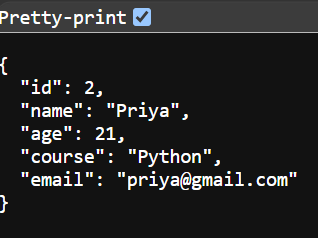 Pretty-print
{
  "id": 2,
  "name": "Priya",
  "age": 21,
  "course": "Python",
  "email": "priya@gmail.com"
}